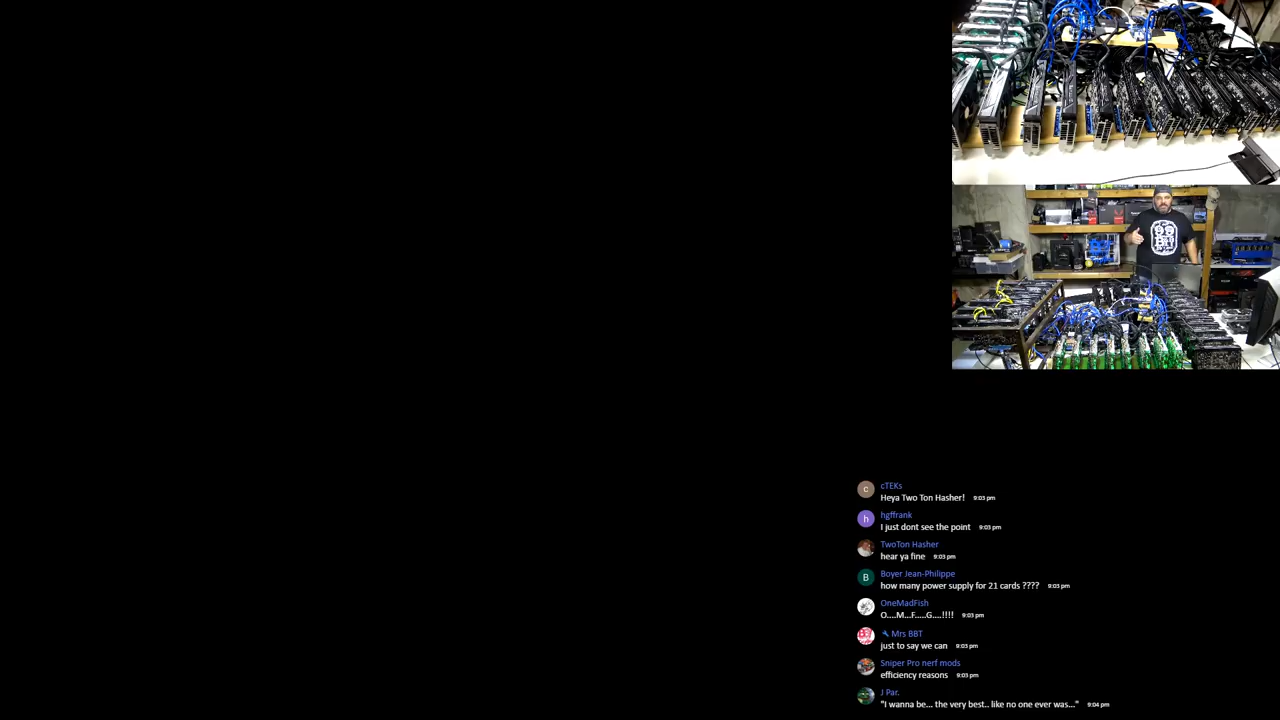 cTEKs
Heya Two Ton Hasher! 9:03 pm
hgffrank
I just dont see the point 9:03 pm
TwoTon Hasher
hear ya fine 9:03 pm
Boyer Jean-Philippe
how many power supply for 21 cards ???? 9:03 pm
OneMadFish
O....M...F.....G....!!!! 9:03 pm
Mrs BBT
just to say we can 9:03 pm
Sniper Pro nerf mods
efficiency reasons 9:03 pm
J Par.
"I wanna be... the very best.. like no one ever was..." 9:04 pm